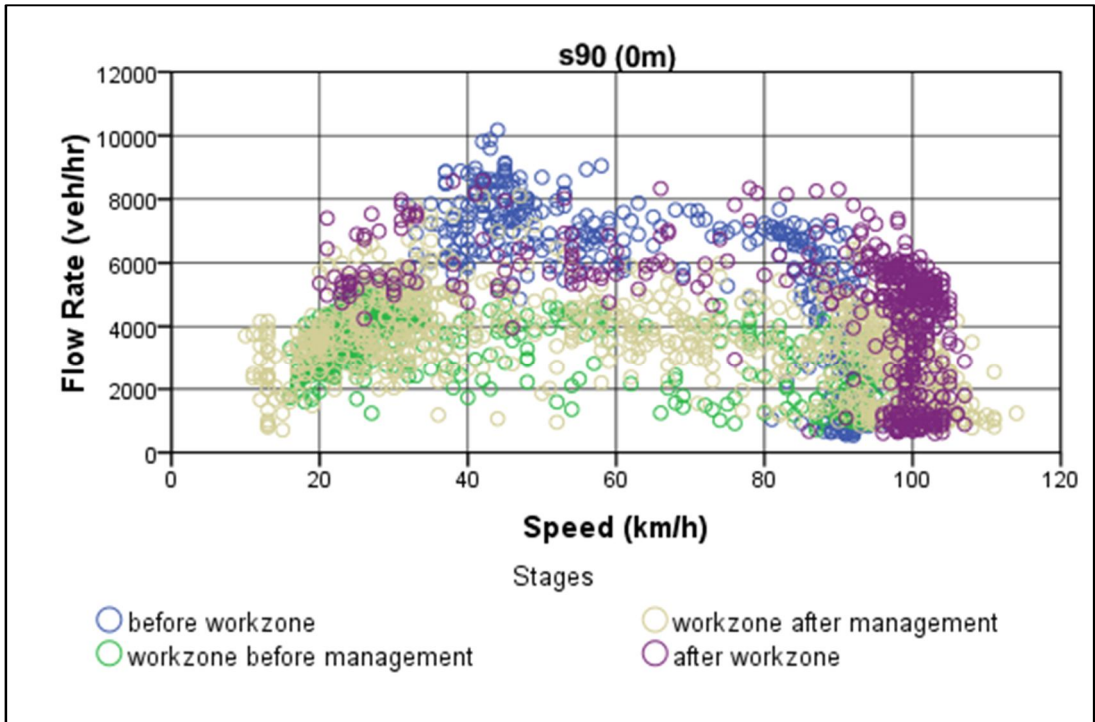 s90 (0m)
12000
10000
8000
6000
4000
2000
0
Flow Rate (veh/hr)
0 20 40 60 80 100 120
Speed (km/h)
Stages
before workzone
workzone before management
workzone after management
after workzone